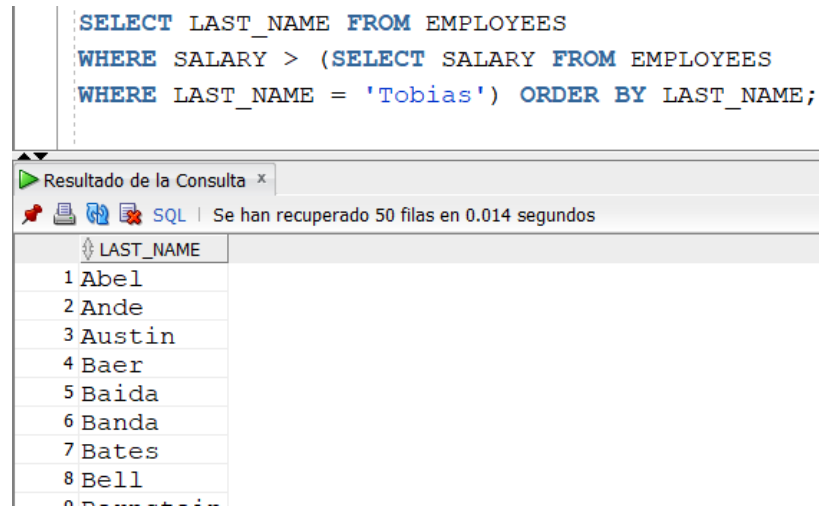 SELECT LAST_NAME FROM EMPLOYEES
WHERE SALARY > (SELECT SALARY FROM EMPLOYEES
WHERE LAST_NAME = 'Tobias') ORDER BY LAST_NAME;
Resultado de la Consulta x
SQL | Se han recuperado 50 filas en 0.014 segundos
LAST_NAME
1 Abel
2 Ande
3 Austin
4 Baer
5 Baida
6 Banda
7 Bates
8 Bell